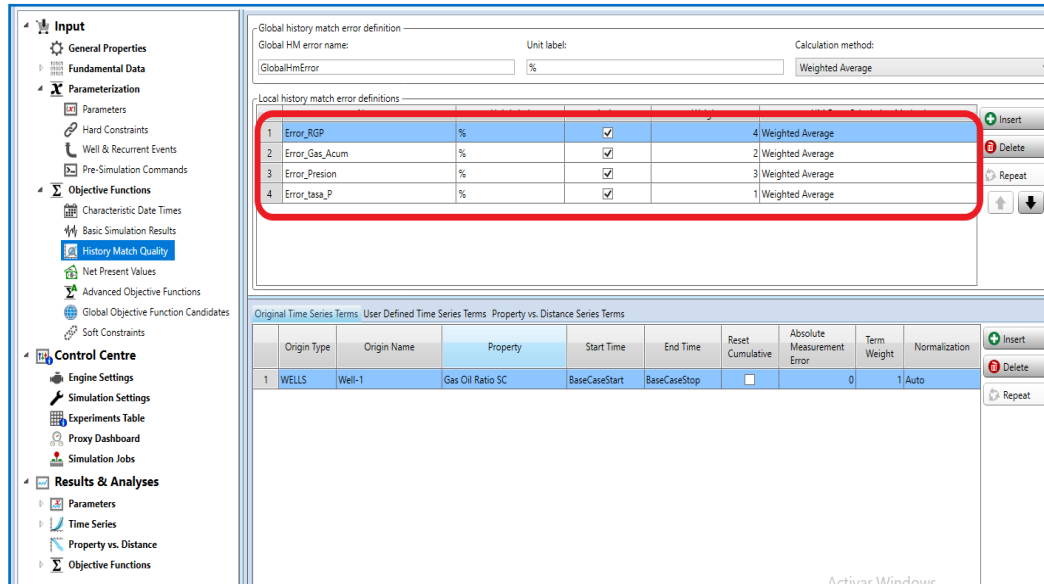 Input
General Properties
Fundamental Data
Parameterization
Parameters
Hard Constraints
Well & Recurrent Events
Pre-Simulation Commands
Objective Functions
Characteristic Date Times
Basic Simulation Results
History Match Quality
Net Present Values
Advanced Objective Functions
Global Objective Function Candidates
Soft Constraints
Control Centre
Engine Settings
Simulation Settings
Experiments Table
Proxy Dashboard
Simulation Jobs
Results & Analyses
Parameters
Time Series
Property vs. Distance
Objective Functions
Global history match error definition
Global HM error name: Unit label: Calculation method:
GlobalHmError % Weighted Average
Local history match error definitions
1 Error_RGP % 4 Weighted Average
2 Error_Gas_Acum % 2 Weighted Average
3 Error_Presion % 3 Weighted Average
4 Error_tasa_P % 1 Weighted Average
Insert
Delete
Repeat
Original Time Series Terms User Defined Time Series Terms Property vs. Distance Series Terms
Origin Type Origin Name Property Start Time End Time Reset Cumulative Absolute Measurement Error Term Weight Normalization
1 WELLS Well-1 Gas Oil Ratio SC BaseCaseStart BaseCaseStop 0 1 Auto
Insert
Delete
Repeat
Activar Windows